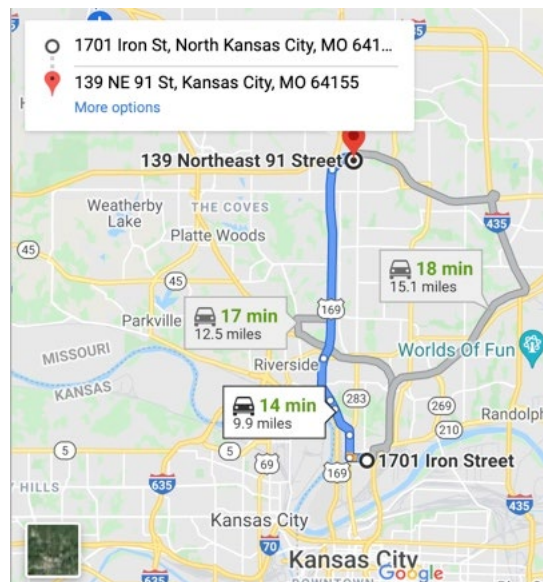 1701 Iron St, North Kansas City, MO 641...
139 NE 91 St, Kansas City, MO 64155
More options
139 Northeast 91 Street
Weatherby
Lake
THE COVES
Platte Woods
435
45
18 min
15.1 miles
169
17 min
12.5 miles
Parkville
45
MISSOURI
KANSAS
Riverside
Worlds Of Fun
14 min
9.9 miles
283
269
Randolph
210
5
5
69
169
1701 Iron Street
635
435
HILLS
Kansas City
70
Kansas City
Google
635
DOWNTOWN